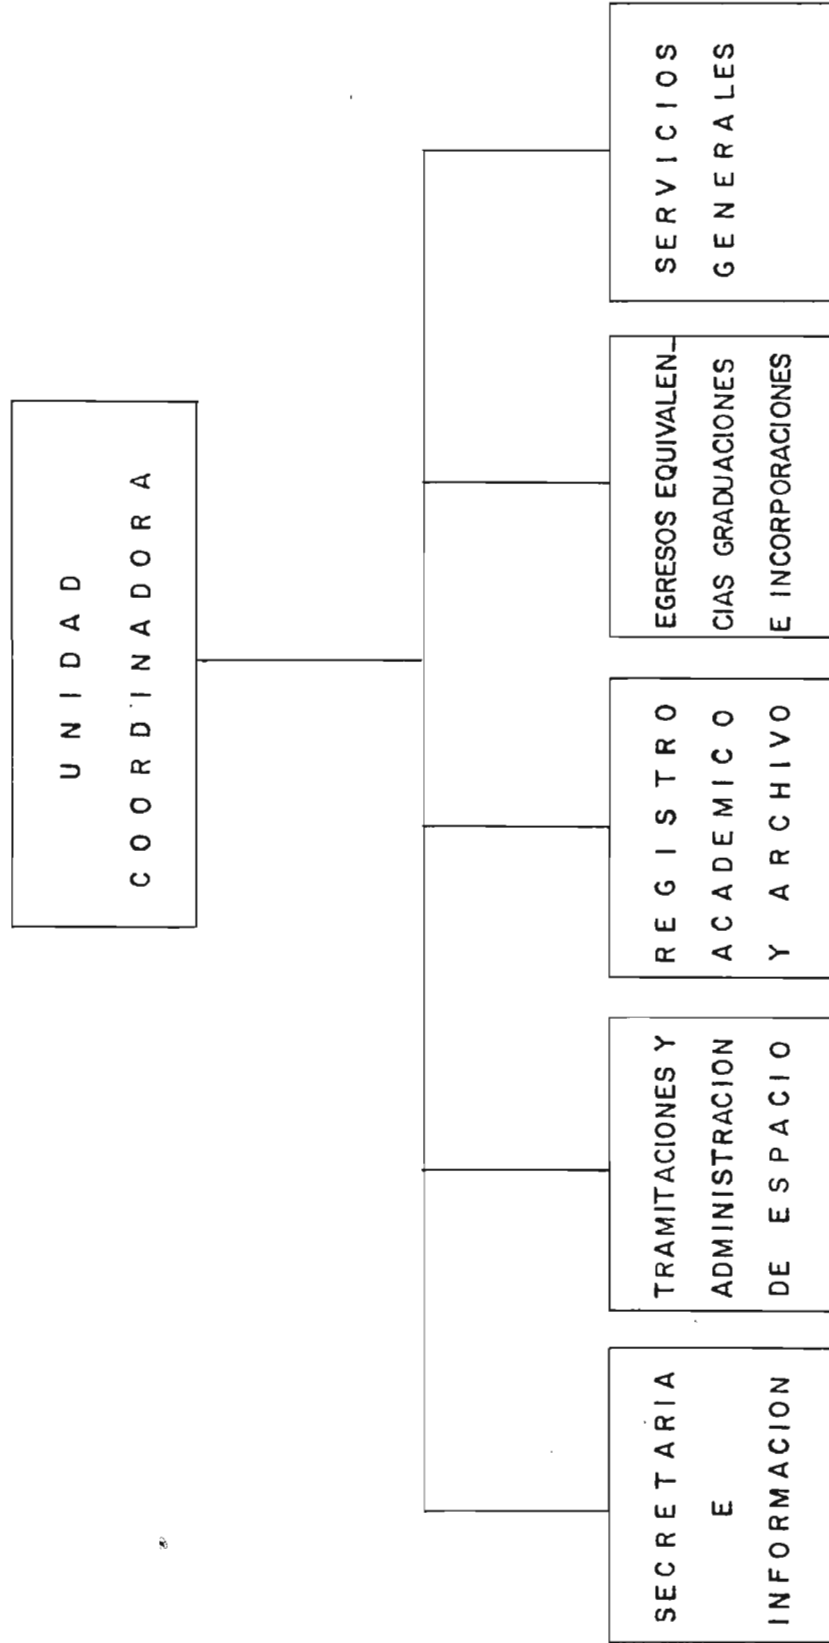 UNIDAD
COORDINADORA
SECRETARIA
E
INFORMACION
TRAMITACIONES Y
ADMINISTRACION
DE ESPACIO
REGISTRO
ACADEMICO
Y ARCHIVO
EGRESOS EQUIVALEN_
CIAS GRADUACIONES
E INCORPORACIONES
SERVICIOS
GENERALES